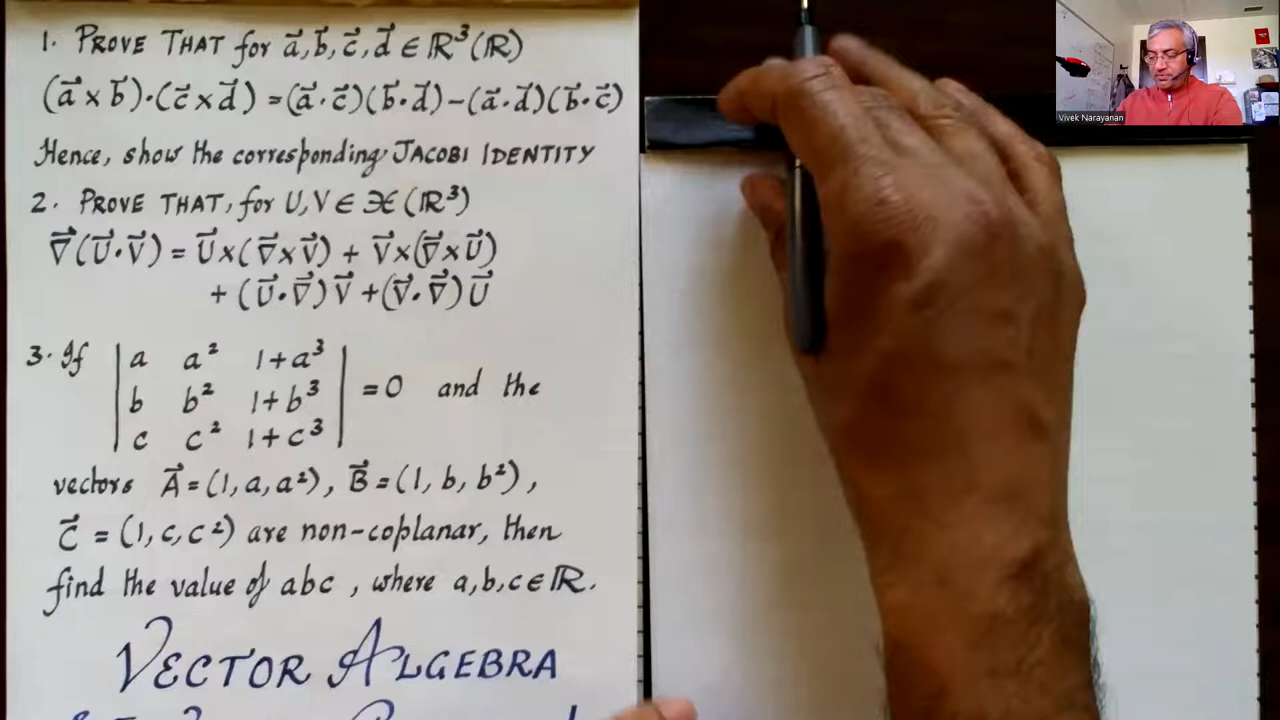 1. PROVE THAT for a⃗, b⃗, c⃗, d⃗ ∈ ℝ³(ℝ)
(a⃗ × b⃗)·(c⃗ × d⃗) = (a⃗·c⃗)(b⃗·d⃗) − (a⃗·d⃗)(b⃗·c⃗)
Hence, show the corresponding JACOBI IDENTITY
2. PROVE THAT, for U, V ∈ 𝔛(ℝ³)
∇⃗(U⃗·V⃗) = U⃗×(∇⃗×V⃗) + V⃗×(∇⃗×U⃗)
+ (U⃗·∇⃗)V⃗ + (V⃗·∇⃗)U⃗
3. If | a a² 1+a³ |
| b b² 1+b³ | = 0 and the
| c c² 1+c³ |
vectors A⃗ = (1, a, a²), B⃗ = (1, b, b²),
C⃗ = (1, c, c²) are non-coplanar, then
find the value of abc, where a, b, c ∈ ℝ.
VECTOR ALGEBRA
Vivek Narayanan